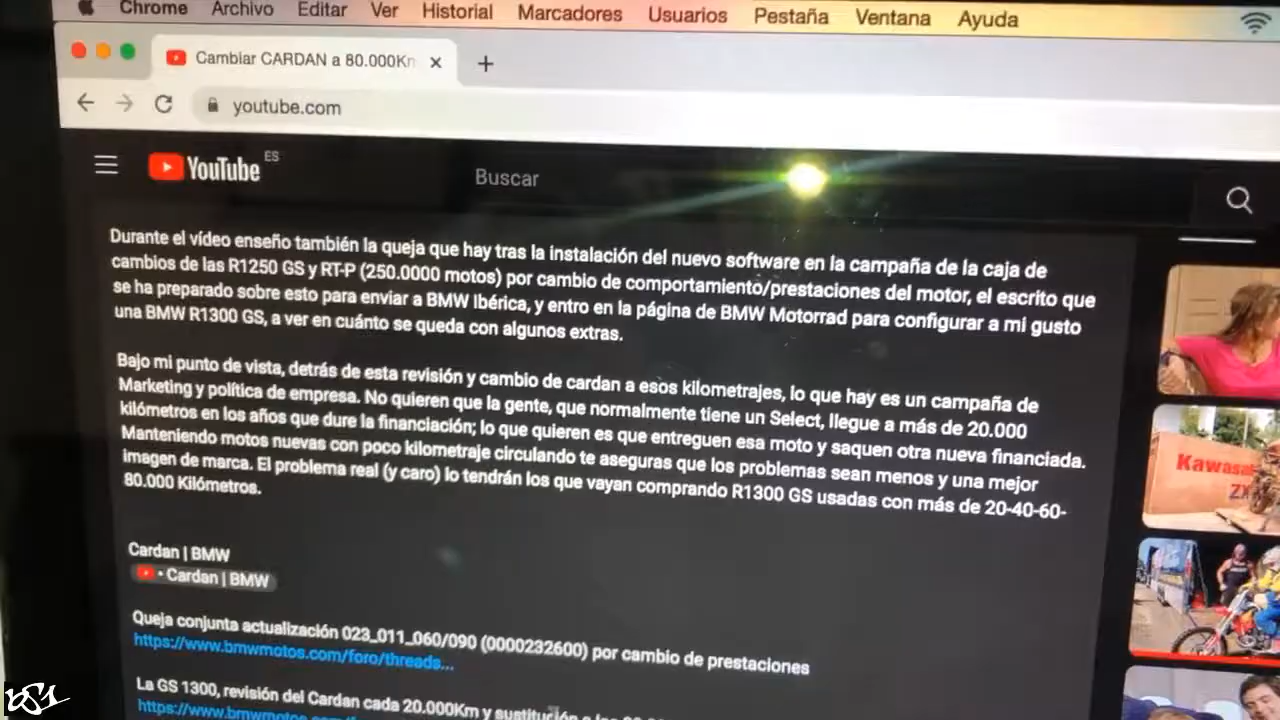 Chrome Archivo Editar Ver Historial Marcadores Usuarios Pestaña Ventana Ayuda
Cambiar CARDAN a 80.000Km
youtube.com
YouTube ES
Buscar
Durante el vídeo enseño también la queja que hay tras la instalación del nuevo software en la campaña de la caja de
cambios de las R1250 GS y RT-P (250.0000 motos) por cambio de comportamiento/prestaciones del motor, el escrito que
se ha preparado sobre esto para enviar a BMW Ibérica, y entro en la página de BMW Motorrad para configurar a mi gusto
una BMW R1300 GS, a ver en cuánto se queda con algunos extras.
Bajo mi punto de vista, detrás de esta revisión y cambio de cardan a esos kilometrajes, lo que hay es un campaña de
Marketing y política de empresa. No quieren que la gente, que normalmente tiene un Select, llegue a más de 20.000
kilómetros en los años que dure la financiación; lo que quieren es que entreguen esa moto y saquen otra nueva financiada.
Manteniendo motos nuevas con poco kilometraje circulando te aseguras que los problemas sean menos y una mejor
imagen de marca. El problema real (y caro) lo tendrán los que vayan comprando R1300 GS usadas con más de 20-40-60-
80.000 Kilómetros.
Cardan | BMW
• Cardan | BMW
Queja conjunta actualización 023_011_060/090 (0000232600) por cambio de prestaciones
https://www.bmwmotos.com/foro/threads...
La GS 1300, revisión del Cardan cada 20.000Km y sustitución a
https://www.bmwmotos.com/
Kawasa
ZX